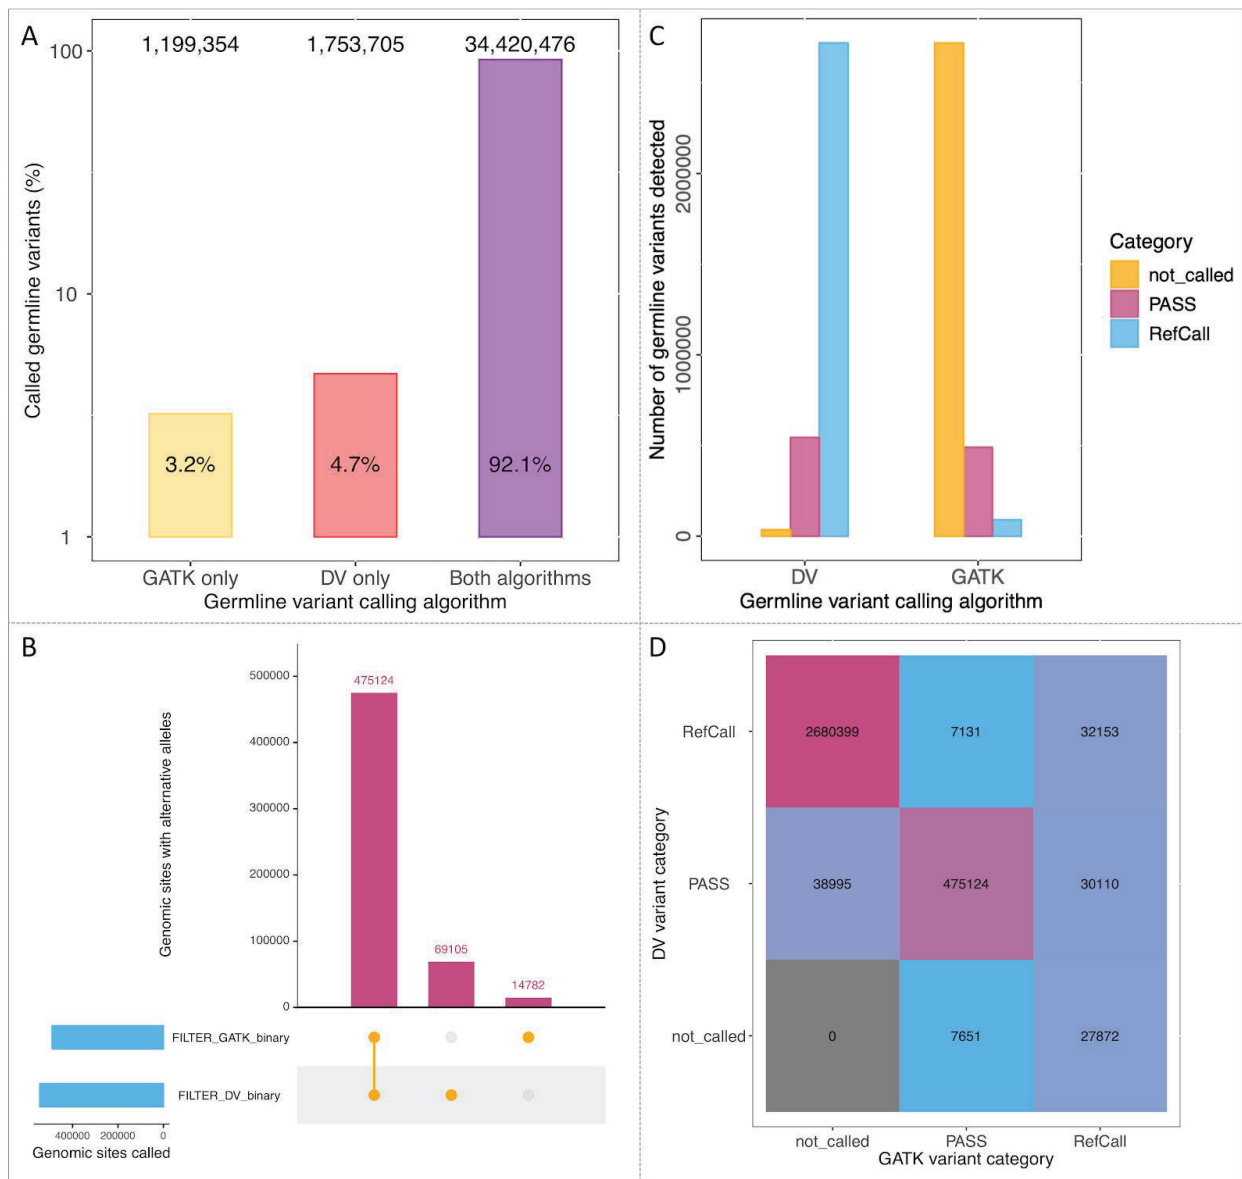 A
1,199,354
1,753,705
34,420,476
100
10
1
Called germline variants (%)
3.2%
4.7%
92.1%
GATK only
DV only
Both algorithms
Germline variant calling algorithm
C
Number of germline variants detected
2000000
1000000
0
DV
GATK
Germline variant calling algorithm
Category
not_called
PASS
RefCall
B
Genomic sites with alternative alleles
500000
400000
300000
200000
100000
0
475124
69105
14782
FILTER_GATK_binary
FILTER_DV_binary
400000 200000 0
Genomic sites called
D
DV variant category
RefCall
2680399
7131
32153
PASS
38995
475124
30110
not_called
0
7651
27872
not_called
PASS
RefCall
GATK variant category